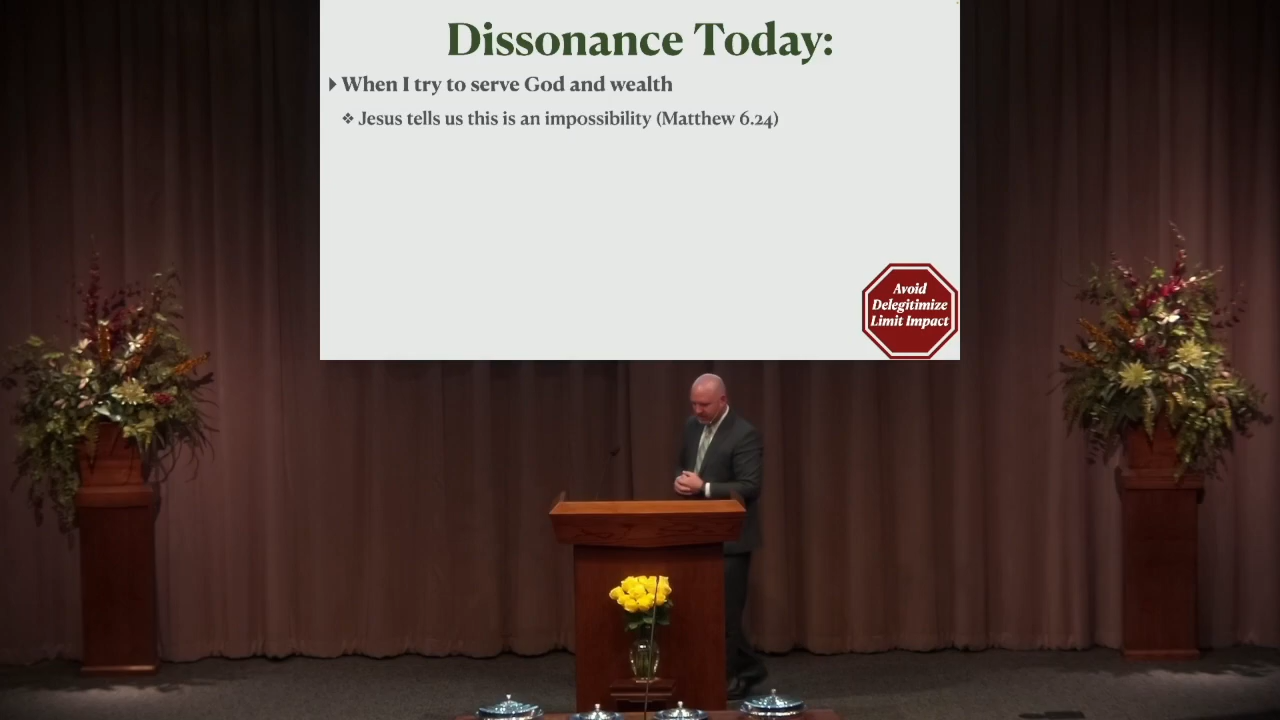 Dissonance Today:
When I try to serve God and wealth
Jesus tells us this is an impossibility (Matthew 6.24)
Avoid
Delegitimize
Limit Impact